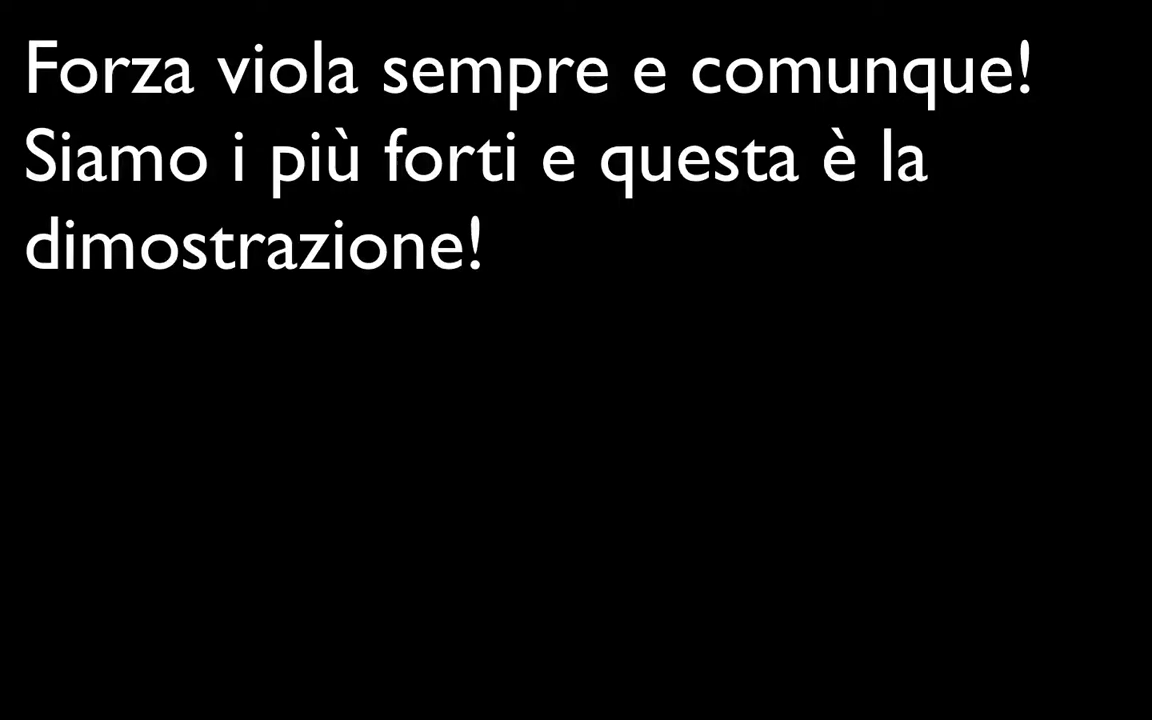 Forza viola sempre e comunque!
Siamo i più forti e questa è la
dimostrazione!